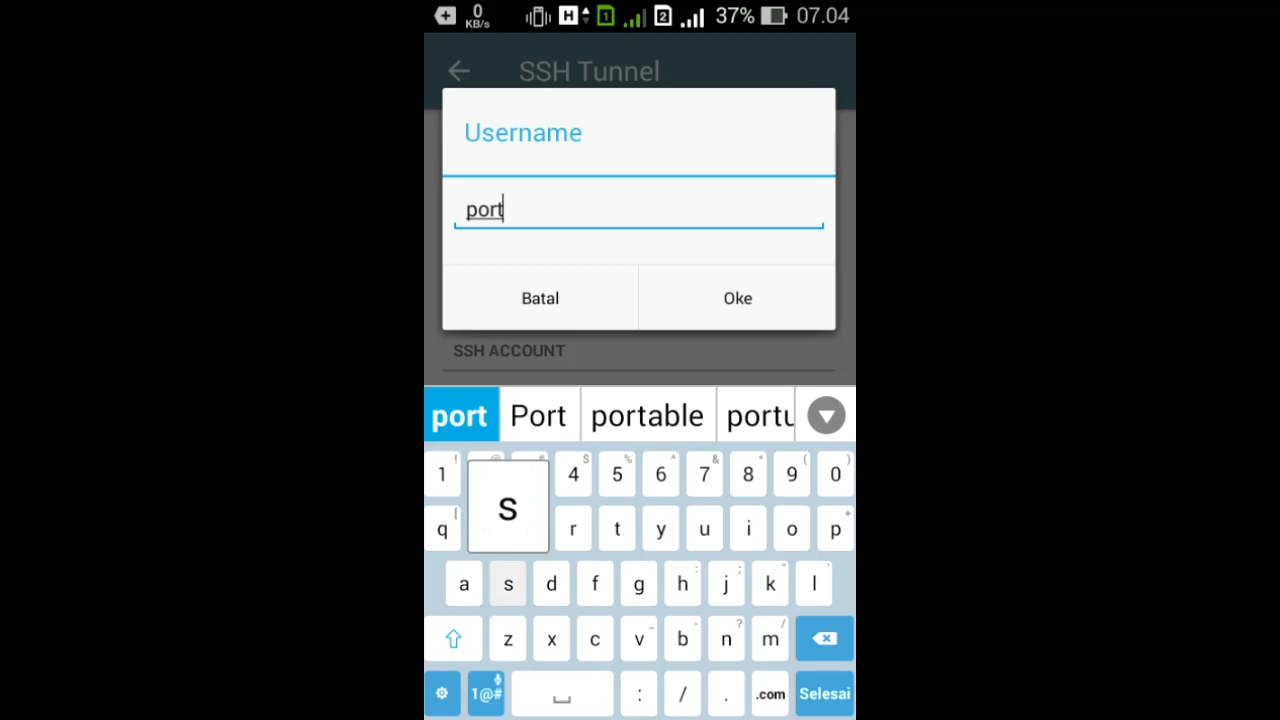 0 KB/s H 1 2 37% 07.04
SSH Tunnel
Username
port
Batal Oke
SSH ACCOUNT
port Port portable portu
! $ % ^ & * ( )
1 4 5 6 7 8 9 0
S
[ +
q r t y u i o p
: ; " '
a s d f g h j k l
_ - ? /
z x c v b n m
1@# : / . .com Selesai